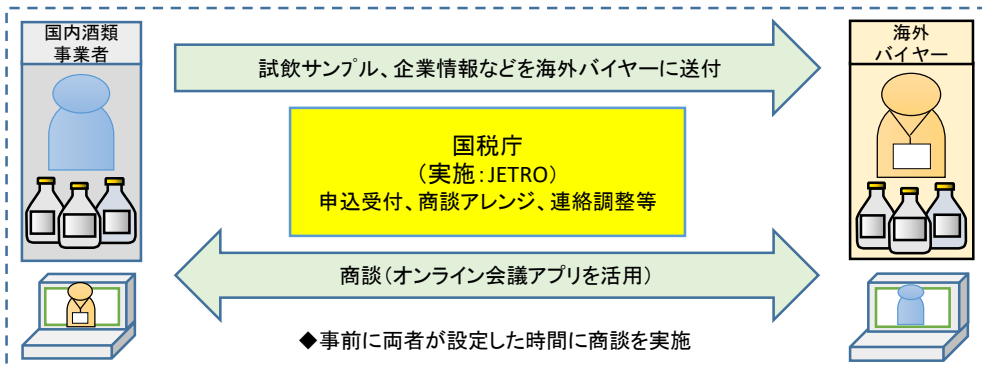 国内酒類
事業者
海外
バイヤー
試飲サンプル、企業情報などを海外バイヤーに送付
国税庁
(実施:JETRO)
申込受付、商談アレンジ、連絡調整等
商談(オンライン会議アプリを活用)
◆事前に両者が設定した時間に商談を実施